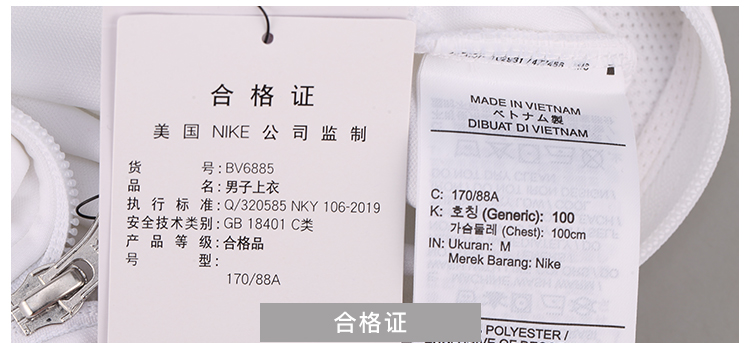 合格证
美国 NIKE 公司监制
货 号: BV6885
品 名: 男子上衣
执行标准: Q/320585 NKY 106-2019
安全技术类别: GB 18401 C类
产品等级: 合格品
号 型:
170/88A
MADE IN VIETNAM
ベトナム製
DIBUAT DI VIETNAM
C: 170/88A
K: 호칭 (Generic): 100
가슴둘레 (Chest): 100cm
IN: Ukuran: M
Merek Barang: Nike
POLYESTER /
合格证